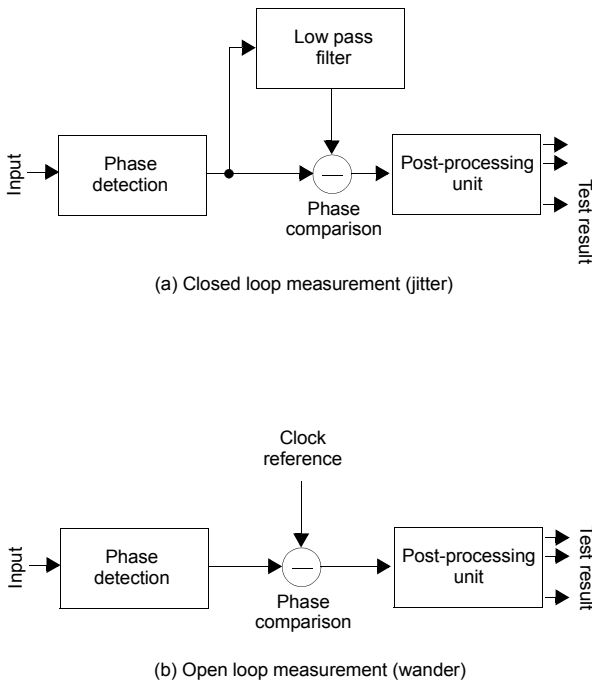 Low pass
filter
Input
Phase
detection
Phase
comparison
Post-processing
unit
Test result
(a) Closed loop measurement (jitter)
Clock
reference
Input
Phase
detection
Phase
comparison
Post-processing
unit
Test result
(b) Open loop measurement (wander)